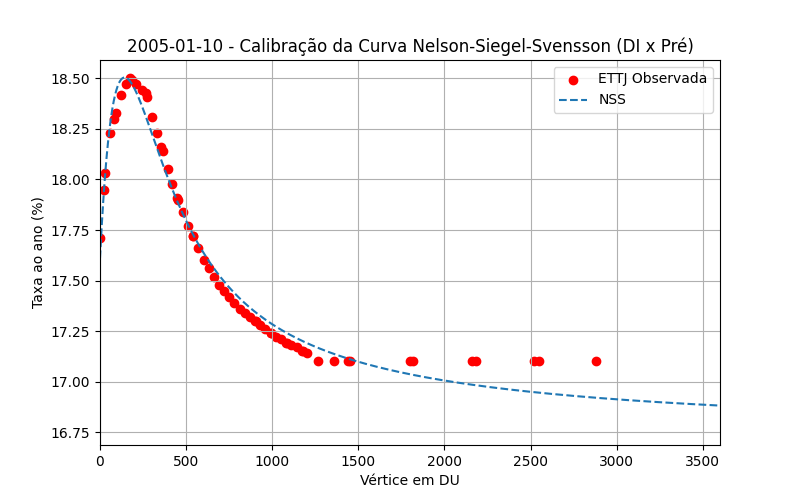 2005-01-10 - Calibração da Curva Nelson-Siegel-Svensson (DI x Pré)
ETTJ Observada
NSS
Taxa ao ano (%)
18.50
18.25
18.00
17.75
17.50
17.25
17.00
16.75
0 500 1000 1500 2000 2500 3000 3500
Vértice em DU